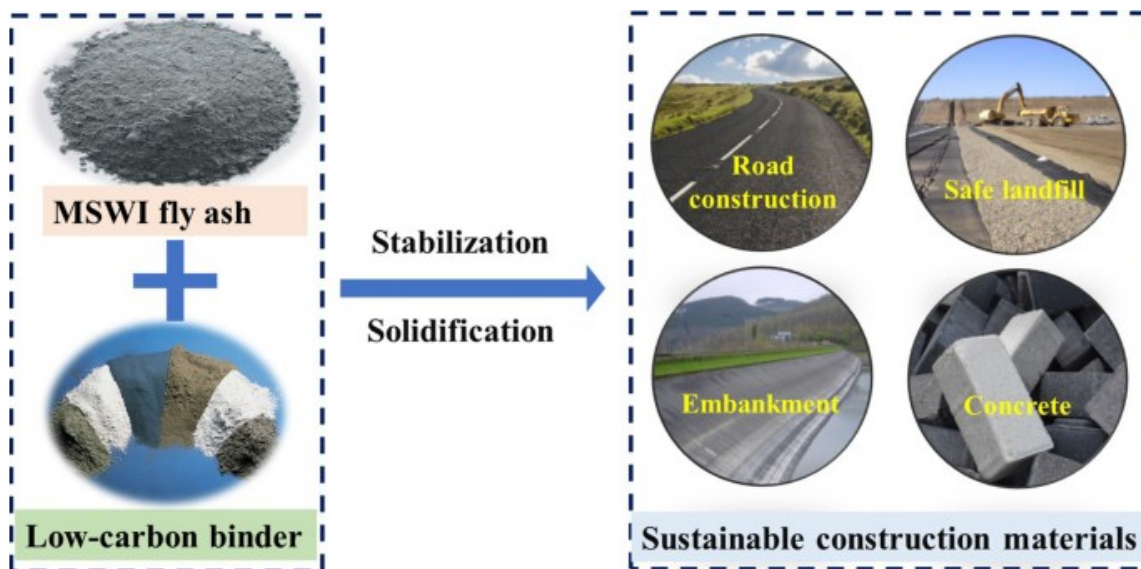 MSWI fly ash
Low-carbon binder
Stabilization
Solidification
Road
construction
Safe landfill
Embankment
Concrete
Sustainable construction materials